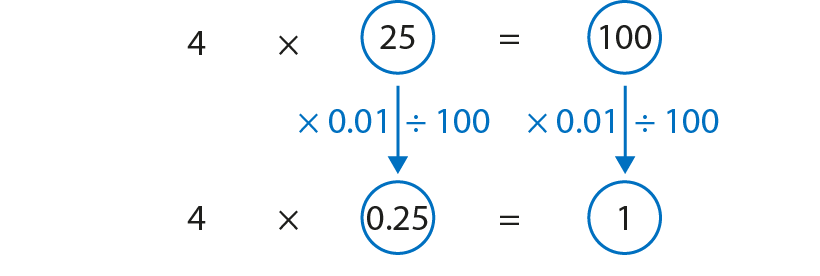 4 × 25 = 100
× 0.01 ÷ 100 × 0.01 ÷ 100
4 × 0.25 = 1